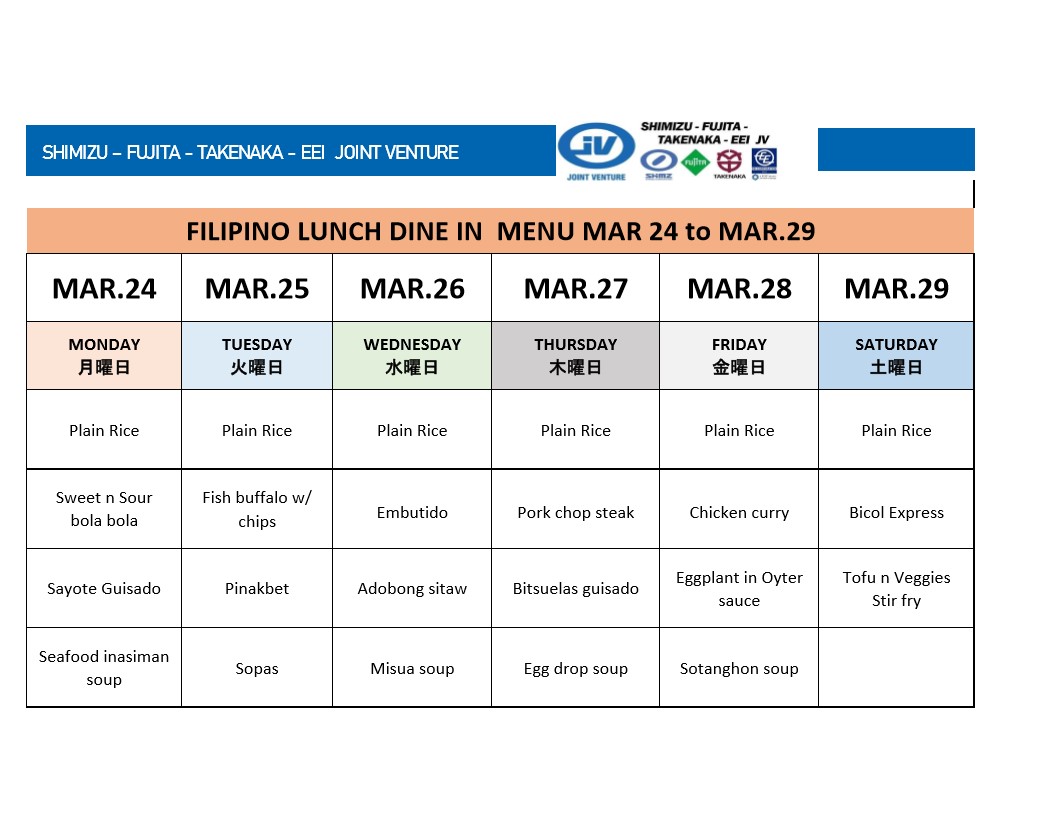 SHIMIZU – FUJITA - TAKENAKA - EEI JOINT VENTURE
JV
JOINT VENTURE
SHIMIZU - FUJITA -
TAKENAKA - EEI JV
SHMZ
Fujita
TAKENAKA
FILIPINO LUNCH DINE IN MENU MAR 24 to MAR.29
MAR.24 MAR.25 MAR.26 MAR.27 MAR.28 MAR.29
MONDAY TUESDAY WEDNESDAY THURSDAY FRIDAY SATURDAY
月曜日 火曜日 水曜日 木曜日 金曜日 土曜日
Plain Rice Plain Rice Plain Rice Plain Rice Plain Rice Plain Rice
Sweet n Sour
bola bola
Fish buffalo w/
chips
Embutido
Pork chop steak
Chicken curry
Bicol Express
Sayote Guisado
Pinakbet
Adobong sitaw
Bitsuelas guisado
Eggplant in Oyter
sauce
Tofu n Veggies
Stir fry
Seafood inasiman
soup
Sopas
Misua soup
Egg drop soup
Sotanghon soup